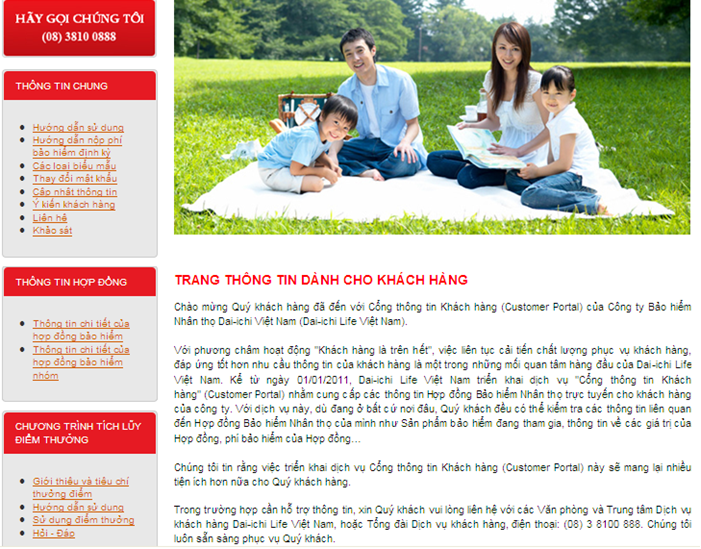 HÃY GỌI CHÚNG TÔI
(08) 3810 0888
THÔNG TIN CHUNG
Hướng dẫn sử dụng
Hướng dẫn nộp phí
bảo hiểm định kỳ
Các loại biểu mẫu
Thay đổi mật khẩu
Cập nhật thông tin
Ý kiến khách hàng
Liên hệ
Khảo sát
THÔNG TIN HỢP ĐỒNG
Thông tin chi tiết của
hợp đồng bảo hiểm
Thông tin chi tiết của
hợp đồng bảo hiểm
nhóm
CHƯƠNG TRÌNH TÍCH LŨY
ĐIỂM THƯỞNG
Giới thiệu và tiêu chí
thưởng điểm
Hướng dẫn sử dụng
Sử dụng điểm thưởng
Hỏi - Đáp
TRANG THÔNG TIN DÀNH CHO KHÁCH HÀNG
Chào mừng Quý khách hàng đã đến với Cổng thông tin Khách hàng (Customer Portal) của Công ty Bảo hiểm
Nhân thọ Dai-ichi Việt Nam (Dai-ichi Life Việt Nam).
Với phương châm hoạt động "Khách hàng là trên hết", việc liên tục cải tiến chất lượng phục vụ khách hàng,
đáp ứng tốt hơn nhu cầu thông tin của khách hàng là một trong những mối quan tâm hàng đầu của Dai-ichi Life
Việt Nam. Kể từ ngày 01/01/2011, Dai-ichi Life Việt Nam triển khai dịch vụ "Cổng thông tin Khách
hàng" (Customer Portal) nhằm cung cấp các thông tin Hợp đồng Bảo hiểm Nhân thọ trực tuyến cho khách hàng
của công ty. Với dịch vụ này, dù đang ở bất cứ nơi đâu, Quý khách đều có thể kiểm tra các thông tin liên quan
đến Hợp đồng Bảo hiểm Nhân thọ của mình như Sản phẩm bảo hiểm đang tham gia, thông tin về các giá trị của
Hợp đồng, phí bảo hiểm của Hợp đồng...
Chúng tôi tin rằng việc triển khai dịch vụ Cổng thông tin Khách hàng (Customer Portal) này sẽ mang lại nhiều
tiện ích hơn nữa cho Quý khách hàng.
Trong trường hợp cần hỗ trợ thông tin, xin Quý khách vui lòng liên hệ với các Văn phòng và Trung tâm Dịch vụ
khách hàng Dai-ichi Life Việt Nam, hoặc Tổng đài Dịch vụ khách hàng, điện thoại: (08) 3 8100 888. Chúng tôi
luôn sẵn sàng phục vụ Quý khách.